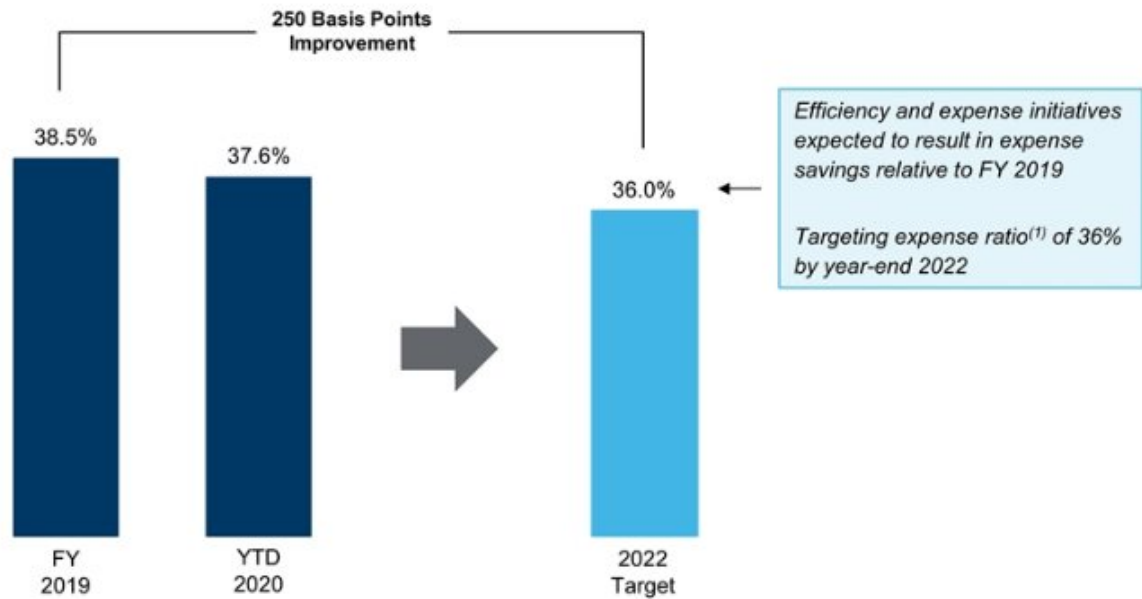 250 Basis Points
Improvement
38.5%
37.6%
36.0%
Efficiency and expense initiatives
expected to result in expense
savings relative to FY 2019
Targeting expense ratio(1) of 36%
by year-end 2022
FY
2019
YTD
2020
2022
Target